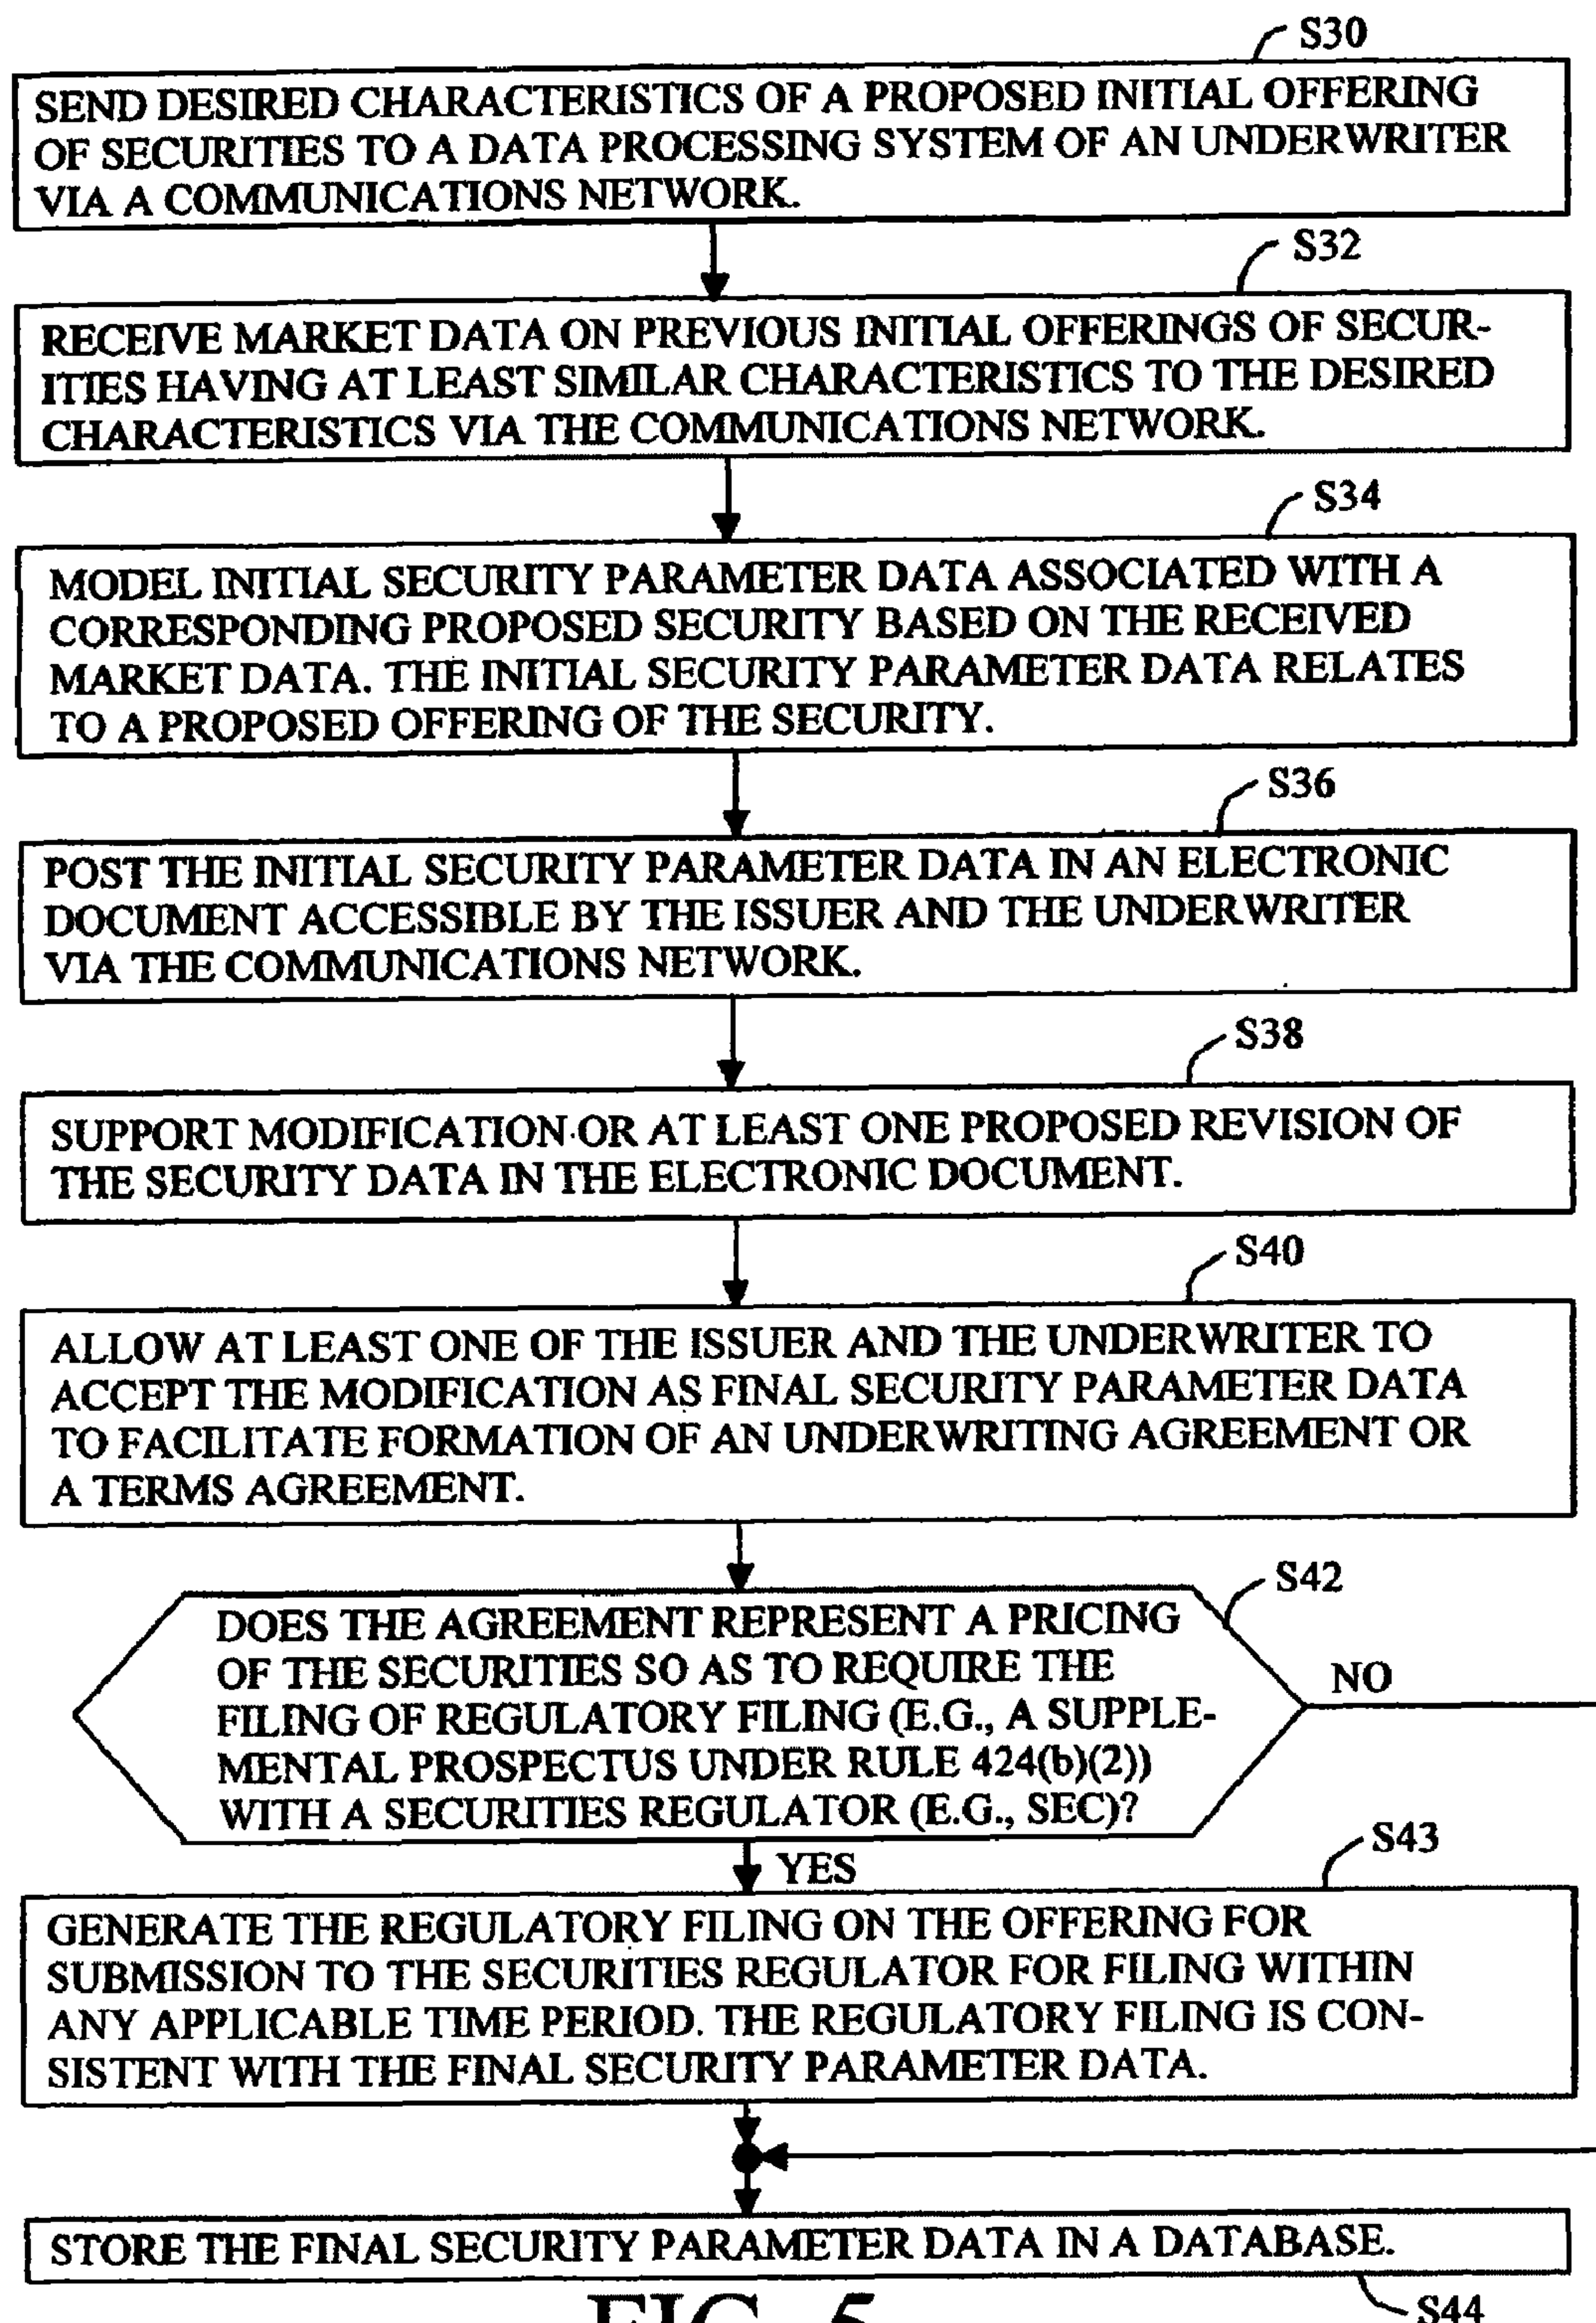 S30
SEND DESIRED CHARACTERISTICS OF A PROPOSED INITIAL OFFERING
OF SECURITIES TO A DATA PROCESSING SYSTEM OF AN UNDERWRITER
VIA A COMMUNICATIONS NETWORK.
S32
RECEIVE MARKET DATA ON PREVIOUS INITIAL OFFERINGS OF SECUR-
ITIES HAVING AT LEAST SIMILAR CHARACTERISTICS TO THE DESIRED
CHARACTERISTICS VIA THE COMMUNICATIONS NETWORK.
S34
MODEL INITIAL SECURITY PARAMETER DATA ASSOCIATED WITH A
CORRESPONDING PROPOSED SECURITY BASED ON THE RECEIVED
MARKET DATA. THE INITIAL SECURITY PARAMETER DATA RELATES
TO A PROPOSED OFFERING OF THE SECURITY.
S36
POST THE INITIAL SECURITY PARAMETER DATA IN AN ELECTRONIC
DOCUMENT ACCESSIBLE BY THE ISSUER AND THE UNDERWRITER
VIA THE COMMUNICATIONS NETWORK.
S38
SUPPORT MODIFICATION OR AT LEAST ONE PROPOSED REVISION OF
THE SECURITY DATA IN THE ELECTRONIC DOCUMENT.
S40
ALLOW AT LEAST ONE OF THE ISSUER AND THE UNDERWRITER TO
ACCEPT THE MODIFICATION AS FINAL SECURITY PARAMETER DATA
TO FACILITATE FORMATION OF AN UNDERWRITING AGREEMENT OR
A TERMS AGREEMENT.
S42
DOES THE AGREEMENT REPRESENT A PRICING
OF THE SECURITIES SO AS TO REQUIRE THE
FILING OF REGULATORY FILING (E.G., A SUPPLE-
MENTAL PROSPECTUS UNDER RULE 424(b)(2))
WITH A SECURITIES REGULATOR (E.G., SEC)?
NO
YES
S43
GENERATE THE REGULATORY FILING ON THE OFFERING FOR
SUBMISSION TO THE SECURITIES REGULATOR FOR FILING WITHIN
ANY APPLICABLE TIME PERIOD. THE REGULATORY FILING IS CON-
SISTENT WITH THE FINAL SECURITY PARAMETER DATA.
STORE THE FINAL SECURITY PARAMETER DATA IN A DATABASE.
S44
FIG. 5